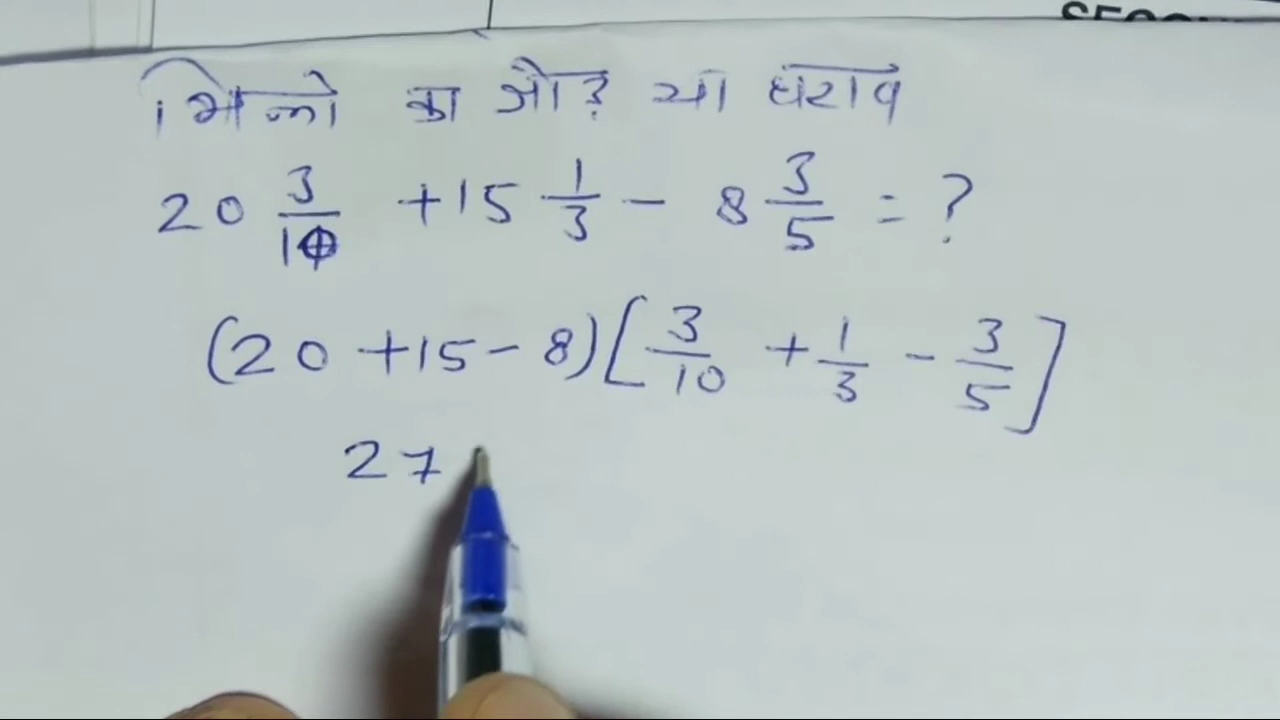 भिन्नो का जोड़ या घटाव
20 3/10 + 15 1/3 - 8 3/5 = ?
(20 + 15 - 8) [3/10 + 1/3 - 3/5]
27